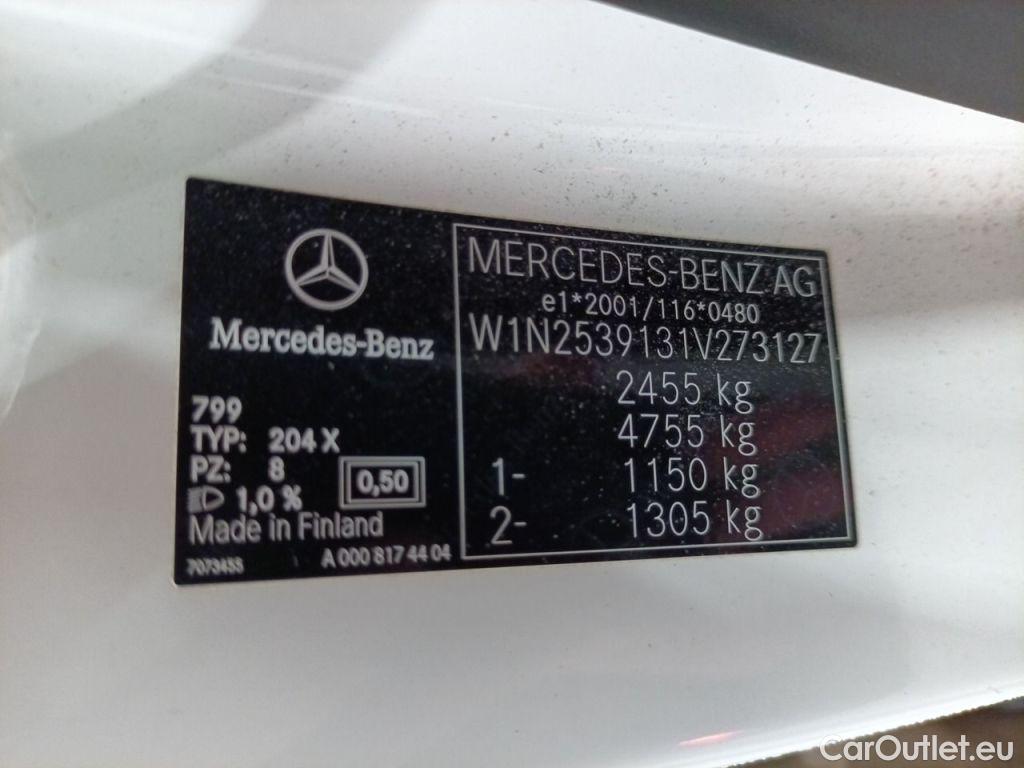 Mercedes-Benz
799
TYP: 204 X
PZ: 8
1,0 %
0,50
Made in Finland
7073455
A 000 817 44 04
MERCEDES-BENZ AG
e1*2001/116*0480
W1N2539131V273127
2455 kg
4755 kg
1- 1150 kg
2- 1305 kg
CarOutlet.eu